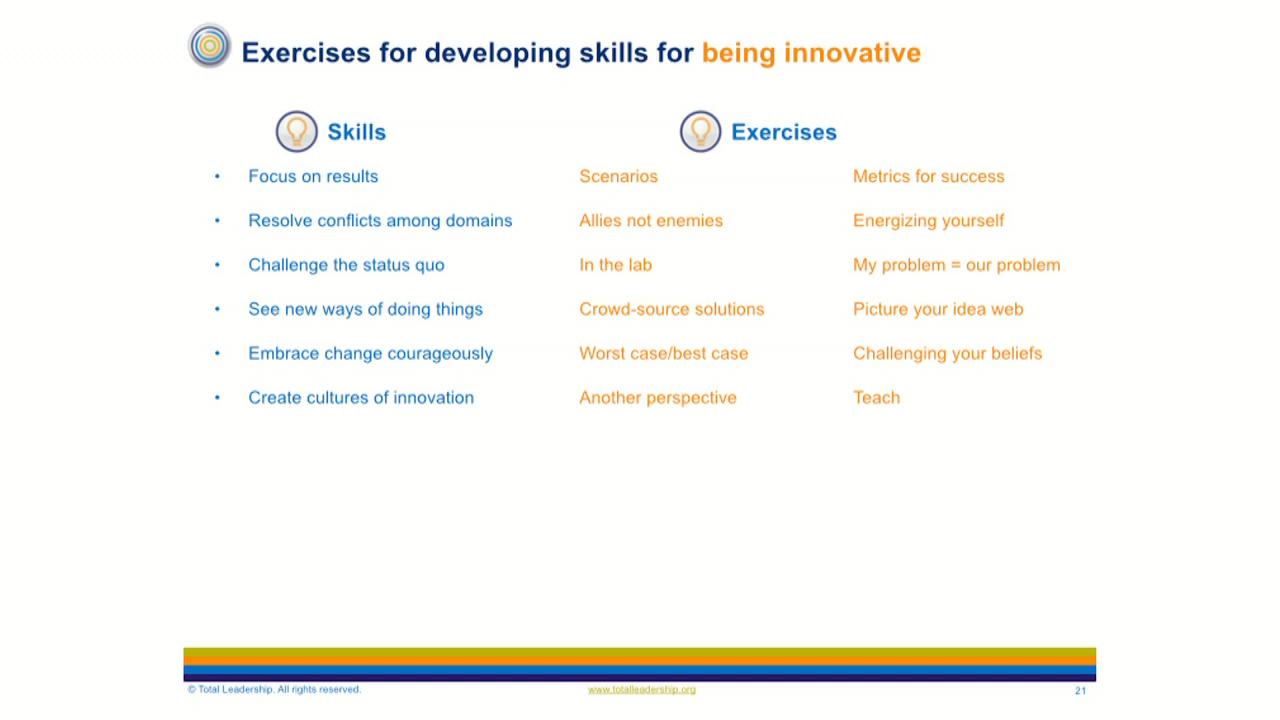 Exercises for developing skills for being innovative
Skills Exercises
• Focus on results Scenarios Metrics for success
• Resolve conflicts among domains Allies not enemies Energizing yourself
• Challenge the status quo In the lab My problem = our problem
• See new ways of doing things Crowd-source solutions Picture your idea web
• Embrace change courageously Worst case/best case Challenging your beliefs
• Create cultures of innovation Another perspective Teach
© Total Leadership. All rights reserved. www.totalleadership.org 21